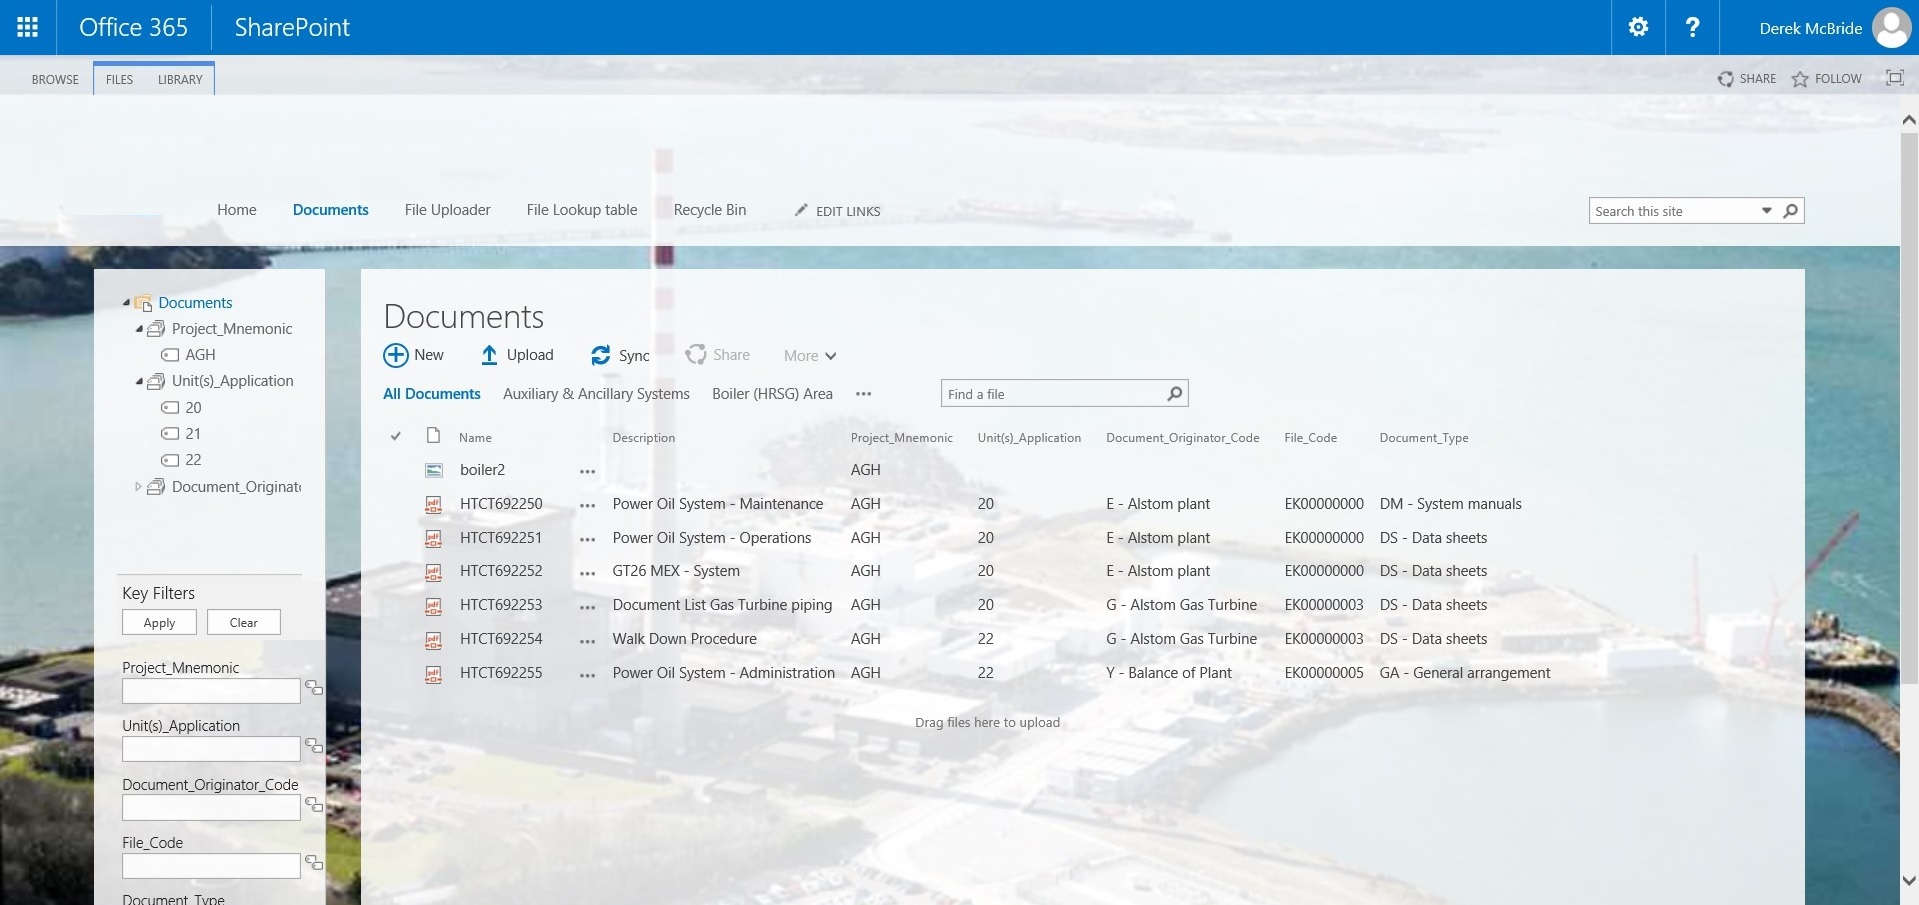 Office 365 SharePoint Derek McBride
BROWSE FILES LIBRARY SHARE FOLLOW
Home Documents File Uploader File Lookup table Recycle Bin EDIT LINKS Search this site
Documents
Project_Mnemonic
AGH
Unit(s)_Application
20
21
22
Document_Originato
Key Filters
Apply Clear
Project_Mnemonic
Unit(s)_Application
Document_Originator_Code
File_Code
Document_Type
Documents
New Upload Sync Share More
All Documents Auxiliary & Ancillary Systems Boiler (HRSG) Area ••• Find a file
Name Description Project_Mnemonic Unit(s)_Application Document_Originator_Code File_Code Document_Type
boiler2 ••• AGH
HTCT692250 ••• Power Oil System - Maintenance AGH 20 E - Alstom plant EK00000000 DM - System manuals
HTCT692251 ••• Power Oil System - Operations AGH 20 E - Alstom plant EK00000000 DS - Data sheets
HTCT692252 ••• GT26 MEX - System AGH 20 E - Alstom plant EK00000000 DS - Data sheets
HTCT692253 ••• Document List Gas Turbine piping AGH 20 G - Alstom Gas Turbine EK00000003 DS - Data sheets
HTCT692254 ••• Walk Down Procedure AGH 22 G - Alstom Gas Turbine EK00000003 DS - Data sheets
HTCT692255 ••• Power Oil System - Administration AGH 22 Y - Balance of Plant EK00000005 GA - General arrangement
Drag files here to upload